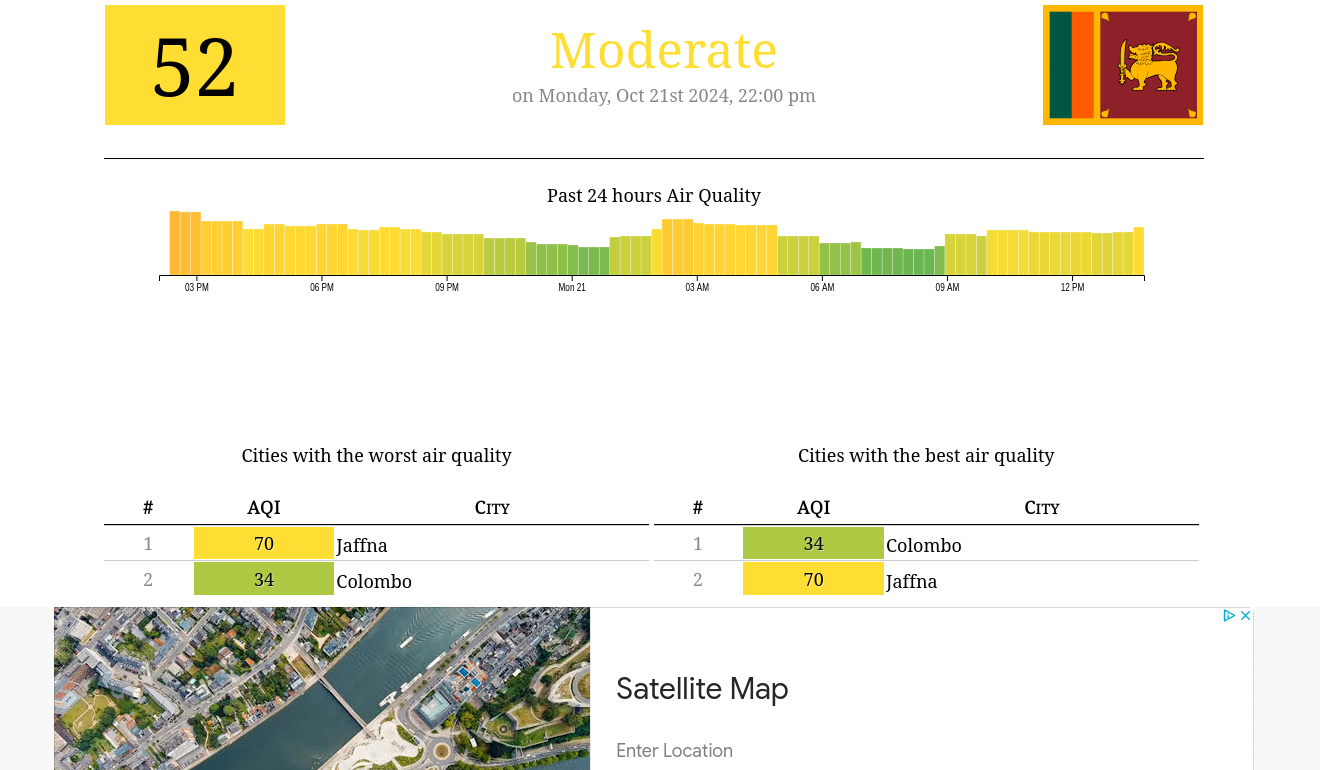 52
Moderate
on Monday, Oct 21st 2024, 22:00 pm
Past 24 hours Air Quality
03 PM 06 PM 09 PM Mon 21 03 AM 06 AM 09 AM 12 PM
Cities with the worst air quality
# AQI City
1 70 Jaffna
2 34 Colombo
Cities with the best air quality
# AQI City
1 34 Colombo
2 70 Jaffna
Satellite Map
Enter Location